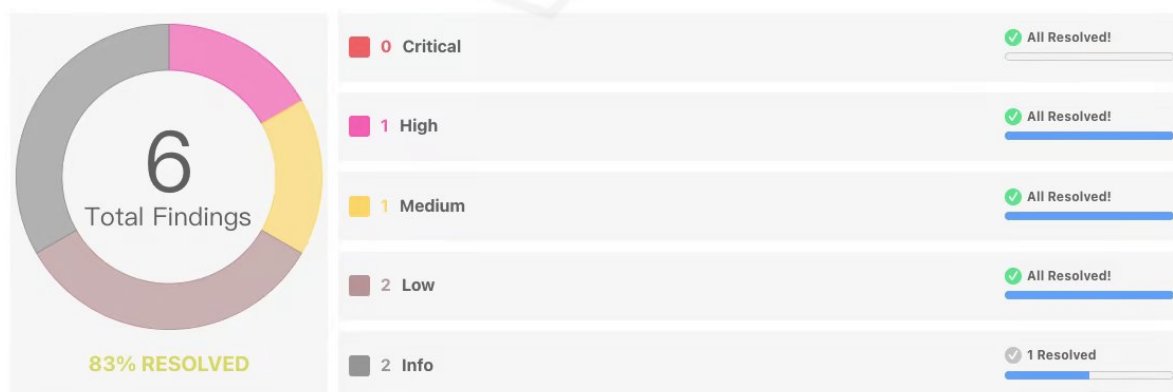 6
Total Findings
83% RESOLVED
0 Critical
All Resolved!
1 High
All Resolved!
1 Medium
All Resolved!
2 Low
All Resolved!
2 Info
1 Resolved